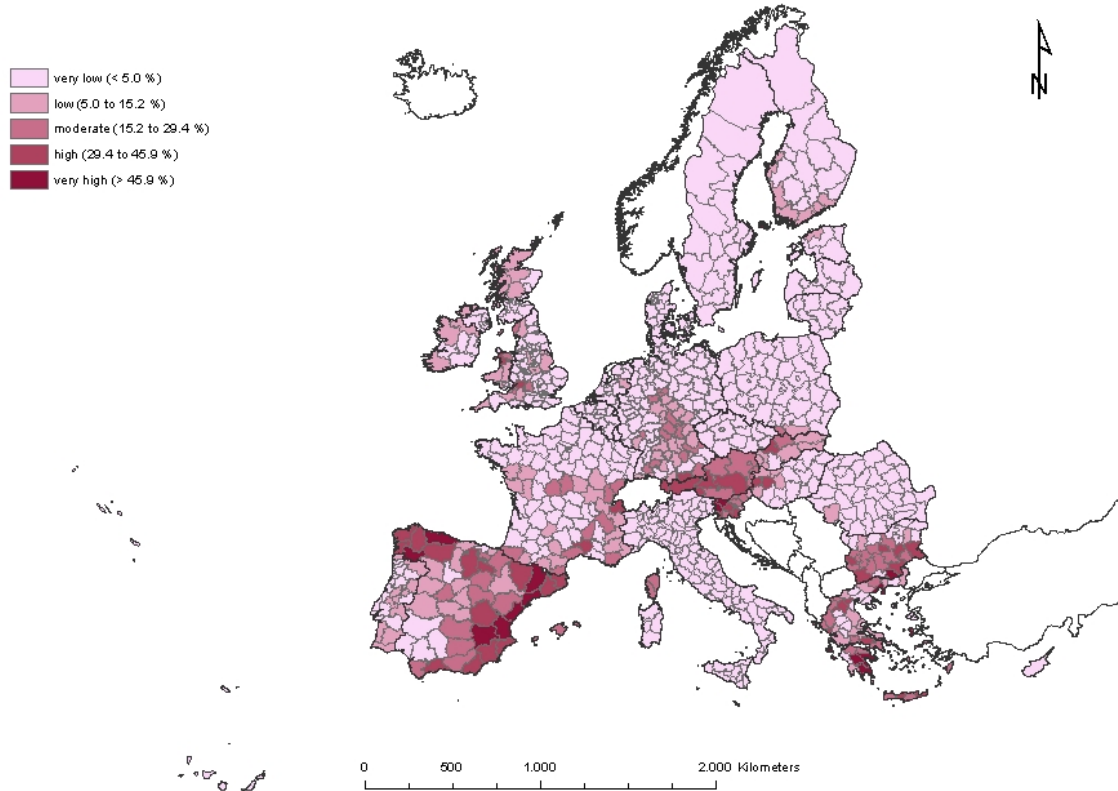 very low (< 5.0 %)
low (5.0 to 15.2 %)
moderate (15.2 to 29.4 %)
high (29.4 to 45.9 %)
very high (> 45.9 %)
N
0 500 1.000 2.000 Kilometers